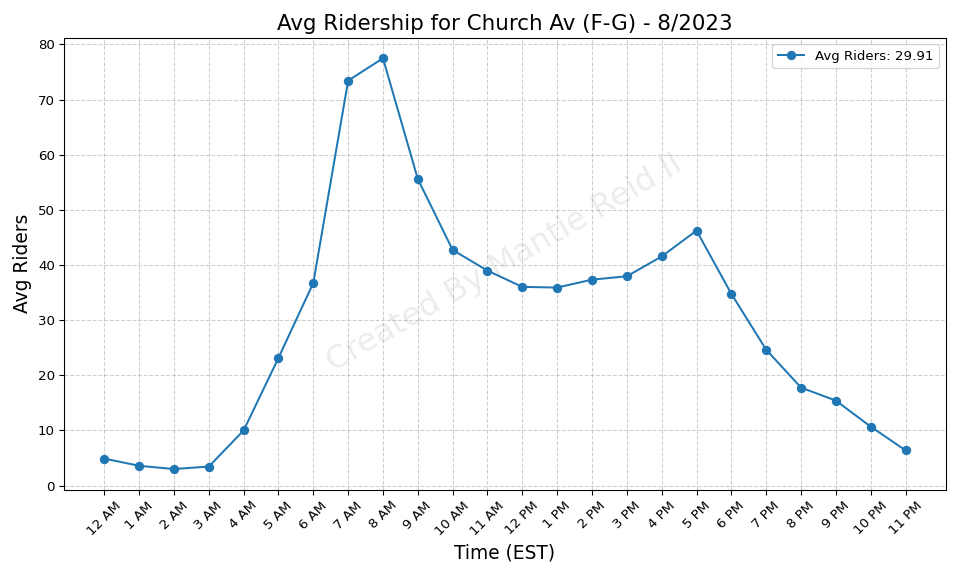 Avg Ridership for Church Av (F-G) - 8/2023
Avg Riders: 29.91
Avg Riders
80
70
60
50
40
30
20
10
0
Created By Mantie Reid II
12 AM
1 AM
2 AM
3 AM
4 AM
5 AM
6 AM
7 AM
8 AM
9 AM
10 AM
11 AM
12 PM
1 PM
2 PM
3 PM
4 PM
5 PM
6 PM
7 PM
8 PM
9 PM
10 PM
11 PM
Time (EST)